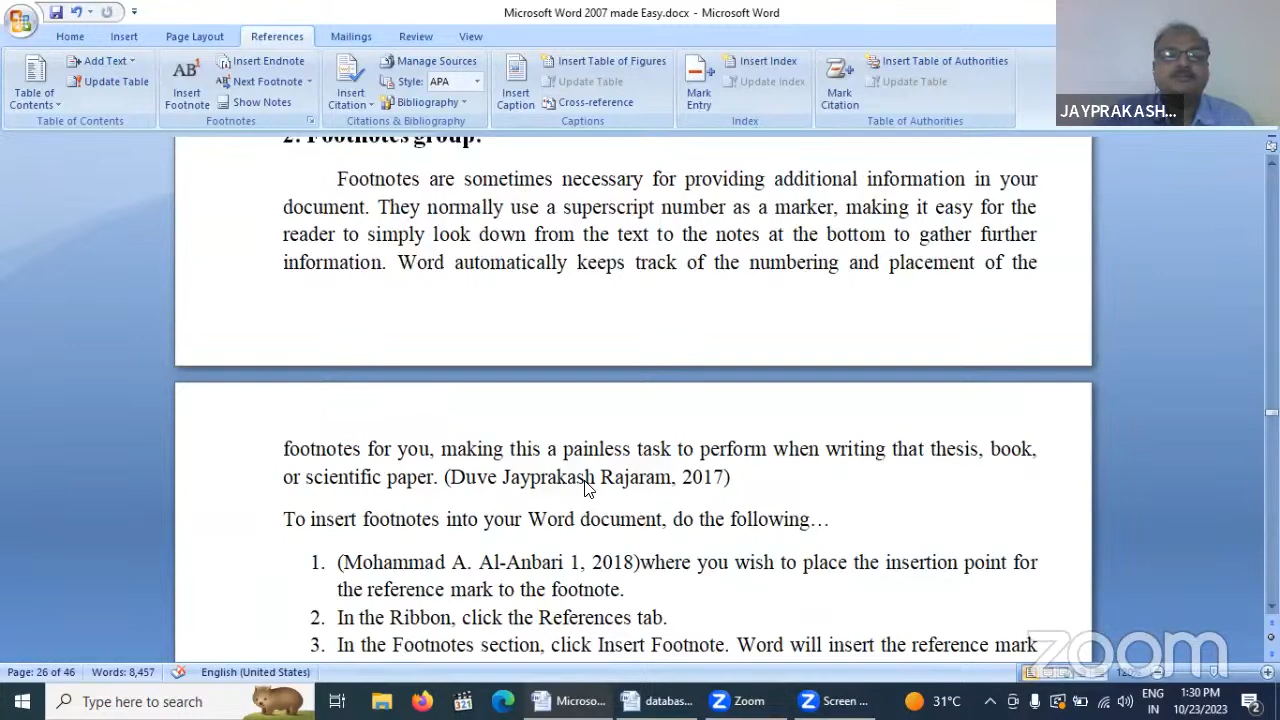 Microsoft Word 2007 made Easy.docx - Microsoft Word
Home Insert Page Layout References Mailings Review View
Table of Contents
Add Text
Update Table
Table of Contents
AB1 Insert Footnote
Insert Endnote
Next Footnote
Show Notes
Footnotes
Insert Citation
Manage Sources
Style: APA
Bibliography
Citations & Bibliography
Insert Caption
Insert Table of Figures
Update Table
Cross-reference
Captions
Mark Entry
Insert Index
Update Index
Index
Mark Citation
Insert Table of Authorities
Update Table
Table of Authorities
JAYPRAKASH...
2. Footnotes group:
Footnotes are sometimes necessary for providing additional information in your
document. They normally use a superscript number as a marker, making it easy for the
reader to simply look down from the text to the notes at the bottom to gather further
information. Word automatically keeps track of the numbering and placement of the
footnotes for you, making this a painless task to perform when writing that thesis, book,
or scientific paper. (Duve Jayprakash Rajaram, 2017)
To insert footnotes into your Word document, do the following…
1. (Mohammad A. Al-Anbari 1, 2018)where you wish to place the insertion point for
the reference mark to the footnote.
2. In the Ribbon, click the References tab.
3. In the Footnotes section, click Insert Footnote. Word will insert the reference mark
zoom
Page: 26 of 46 Words: 8,457 English (United States)
Type here to search
Microso... databas... Zoom Screen ... 31°C ENG IN 1:30 PM 10/23/2023 2